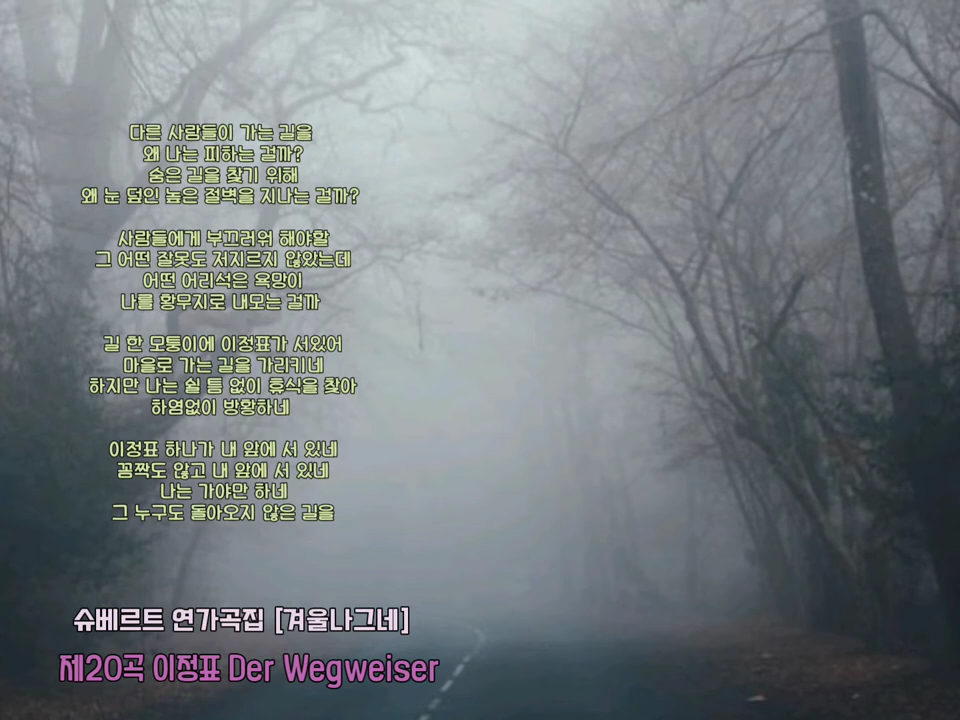 다른 사람들이 가는 길을
왜 나는 피하는 걸까?
숨은 길을 찾기 위해
왜 눈 덮인 높은 절벽을 지나는 걸까?
사람들에게 부끄러워 해야할
그 어떤 잘못도 저지르지 않았는데
어떤 어리석은 욕망이
나를 황무지로 내모는 걸까
길 한 모퉁이에 이정표가 서있어
마을로 가는 길을 가리키네
하지만 나는 쉴 틈 없이 휴식을 찾아
하염없이 방황하네
이정표 하나가 내 앞에 서 있네
꼼짝도 않고 내 앞에 서 있네
나는 가야만 하네
그 누구도 돌아오지 않은 길을
슈베르트 연가곡집 [겨울나그네]
제20곡 이정표 Der Wegweiser